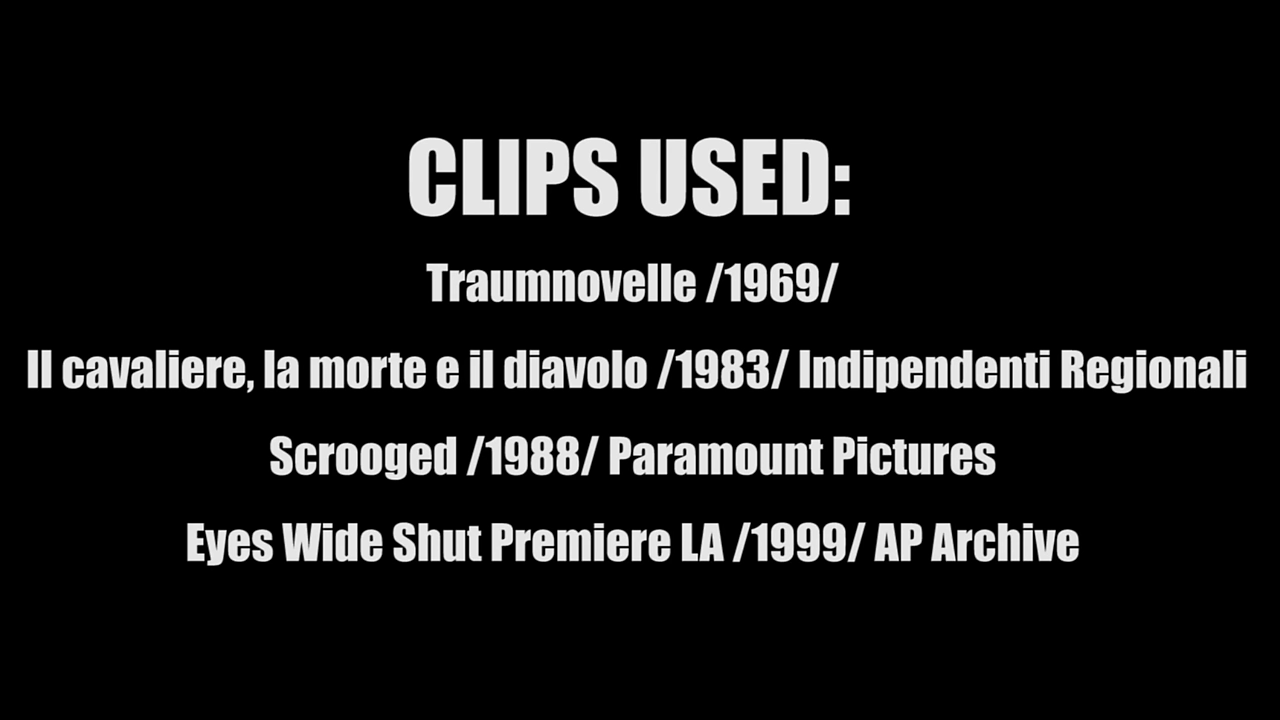 CLIPS USED:
Traumnovelle /1969/
Il cavaliere, la morte e il diavolo /1983/ Indipendenti Regionali
Scrooged /1988/ Paramount Pictures
Eyes Wide Shut Premiere LA /1999/ AP Archive